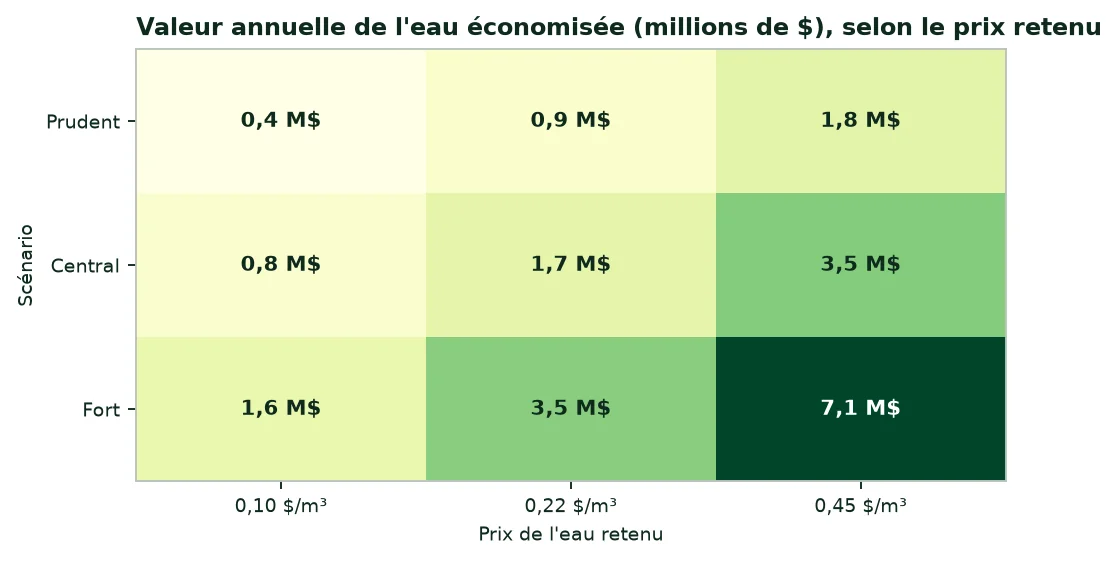 Valeur annuelle de l'eau économisée (millions de $), selon le prix retenu
Scénario
Prudent
0,4 M$
0,9 M$
1,8 M$
Central
0,8 M$
1,7 M$
3,5 M$
Fort
1,6 M$
3,5 M$
7,1 M$
0,10 $/m³
0,22 $/m³
0,45 $/m³
Prix de l'eau retenu